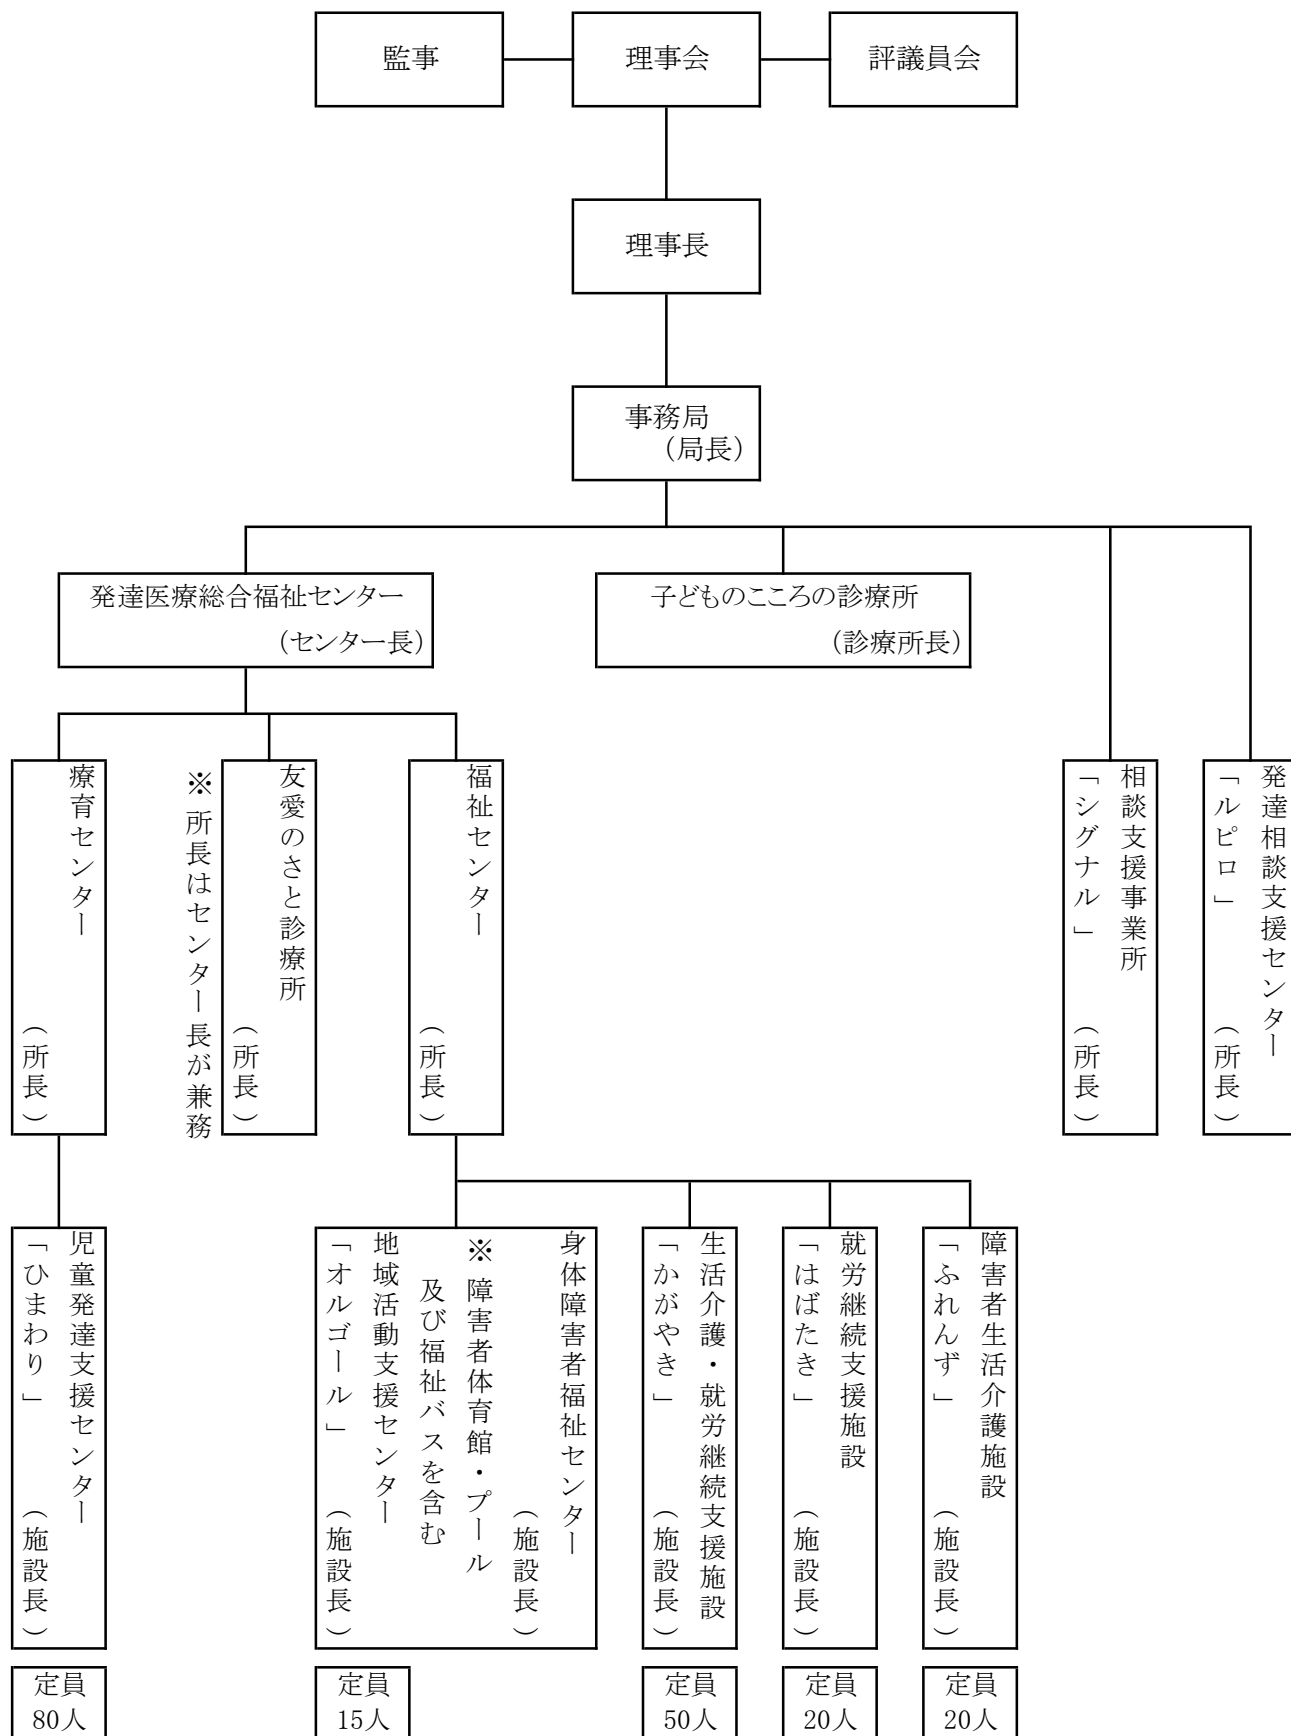 監事
理事会
評議員会
理事長
事務局
（局長）
発達医療総合福祉センター
（センター長）
子どものこころの診療所
（診療所長）
療育センター
（所長）
友愛のさと診療所
（所長）
※所長はセンター長が兼務
福祉センター
（所長）
相談支援事業所
「シグナル」
（所長）
発達相談支援センター
「ルピロ」
（所長）
児童発達支援センター
「ひまわり」
（施設長）
身体障害者福祉センター
（施設長）
※障害者体育館・プール
及び福祉バスを含む
地域活動支援センター
「オルゴール」
（施設長）
生活介護・就労継続支援施設
「かがやき」
（施設長）
就労継続支援施設
「はばたき」
（施設長）
障害者生活介護施設
「ふれんず」
（施設長）
定員
80人
定員
15人
定員
50人
定員
20人
定員
20人